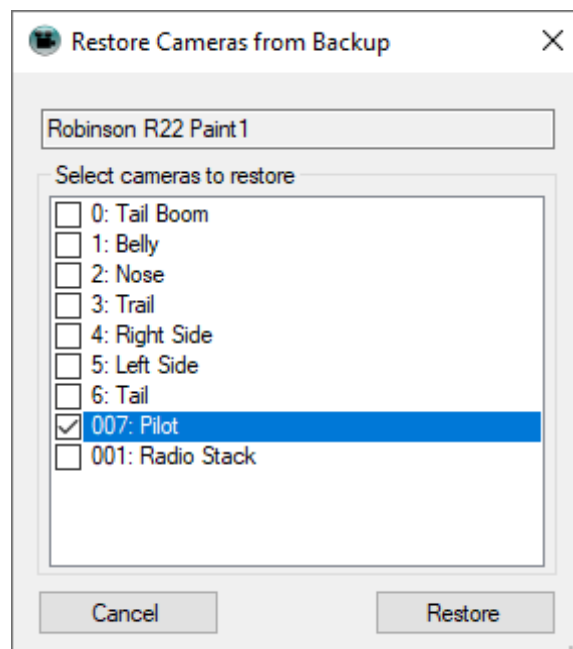 Restore Cameras from Backup
Robinson R22 Paint1
Select cameras to restore
0: Tail Boom
1: Belly
2: Nose
3: Trail
4: Right Side
5: Left Side
6: Tail
007: Pilot
001: Radio Stack
Cancel
Restore